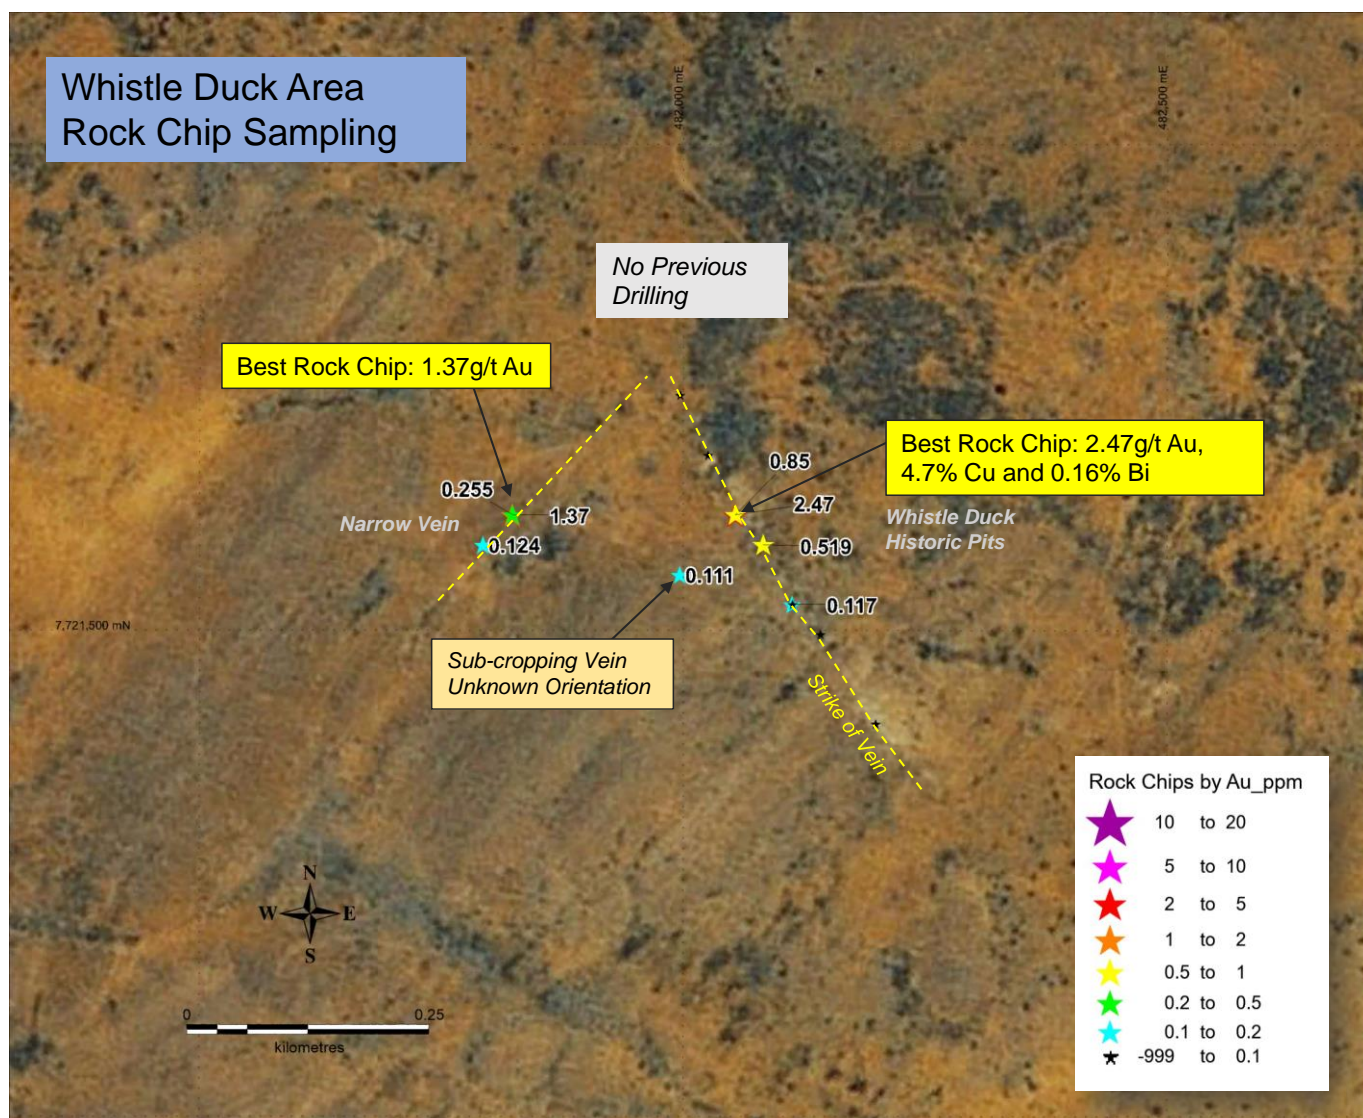 Whistle Duck Area
Rock Chip Sampling
482,000 mE
482,500 mE
No Previous
Drilling
Best Rock Chip: 1.37g/t Au
Best Rock Chip: 2.47g/t Au,
4.7% Cu and 0.16% Bi
0.85
0.255
1.37
2.47
Narrow Vein
Whistle Duck
Historic Pits
0.124
0.519
0.111
0.117
7,721,500 mN
Sub-cropping Vein
Unknown Orientation
Strike of Vein
Rock Chips by Au_ppm
10 to 20
5 to 10
2 to 5
1 to 2
0.5 to 1
0.2 to 0.5
0.1 to 0.2
-999 to 0.1
N
W E
S
0 0.25
kilometres